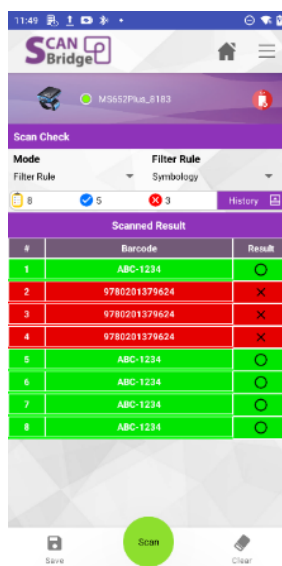 11:49
SCAN
Bridge
MS652Plus_8183
Scan Check
Mode Filter Rule
Filter Rule Symbology
8 5 3 History
Scanned Result
# Barcode Result
1 ABC-1234
2 9780201379624
3 9780201379624
4 9780201379624
5 ABC-1234
6 ABC-1234
7 ABC-1234
8 ABC-1234
Save Scan Clear